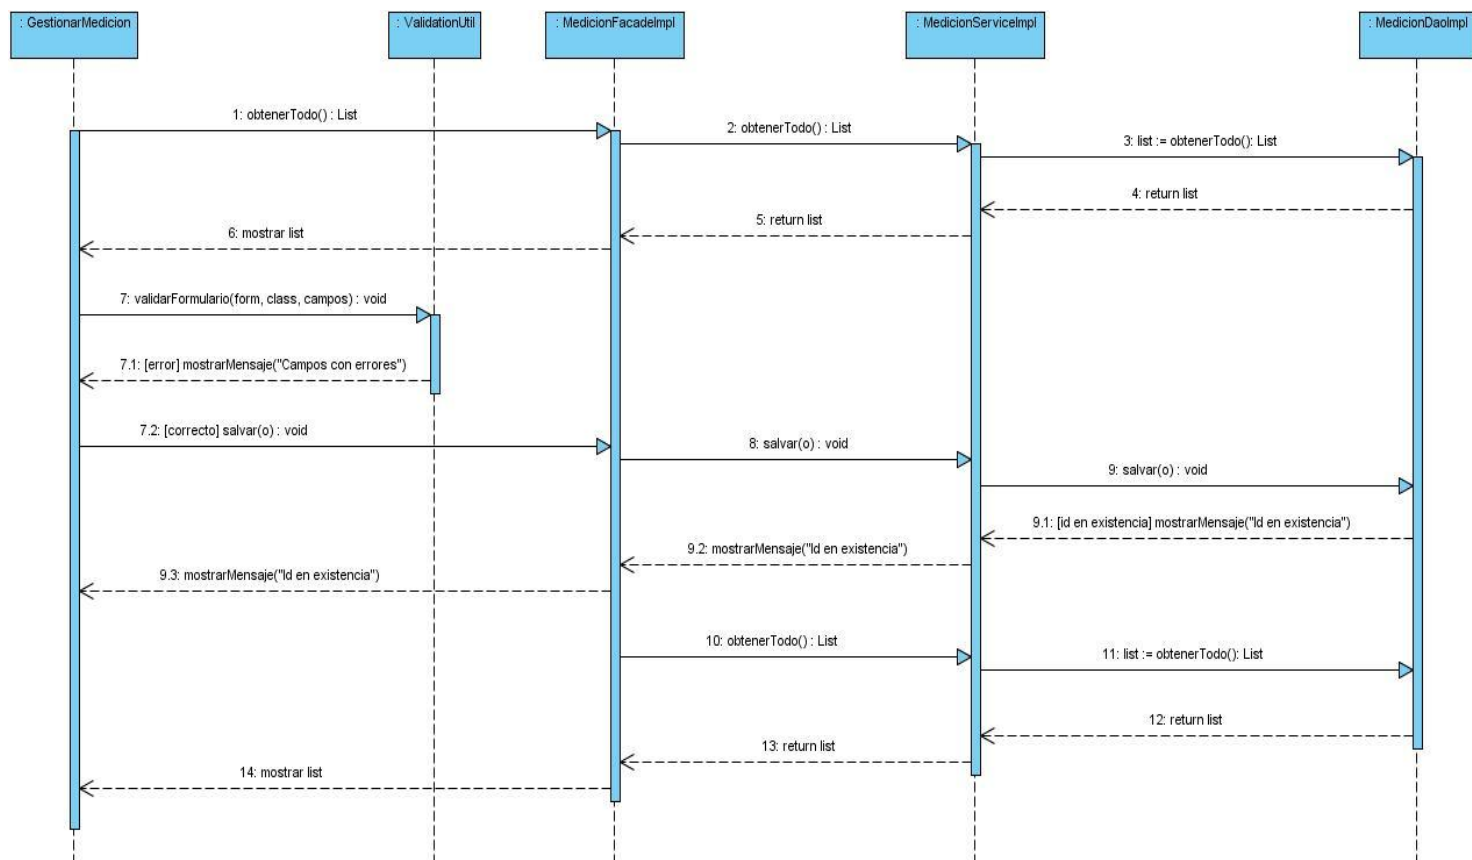 : GestionarMedicion
: ValidationUtil
: MedicionFacadeImpl
: MedicionServiceImpl
: MedicionDaoImpl
1: obtenerTodo() : List
2: obtenerTodo() : List
3: list := obtenerTodo(): List
4: return list
5: return list
6: mostrar list
7: validarFormulario(form, class, campos) : void
7.1: [error] mostrarMensaje("Campos con errores")
7.2: [correcto] salvar(o) : void
8: salvar(o) : void
9: salvar(o) : void
9.1: [id en existencia] mostrarMensaje("Id en existencia")
9.2: mostrarMensaje("Id en existencia")
9.3: mostrarMensaje("Id en existencia")
10: obtenerTodo() : List
11: list := obtenerTodo(): List
12: return list
13: return list
14: mostrar list